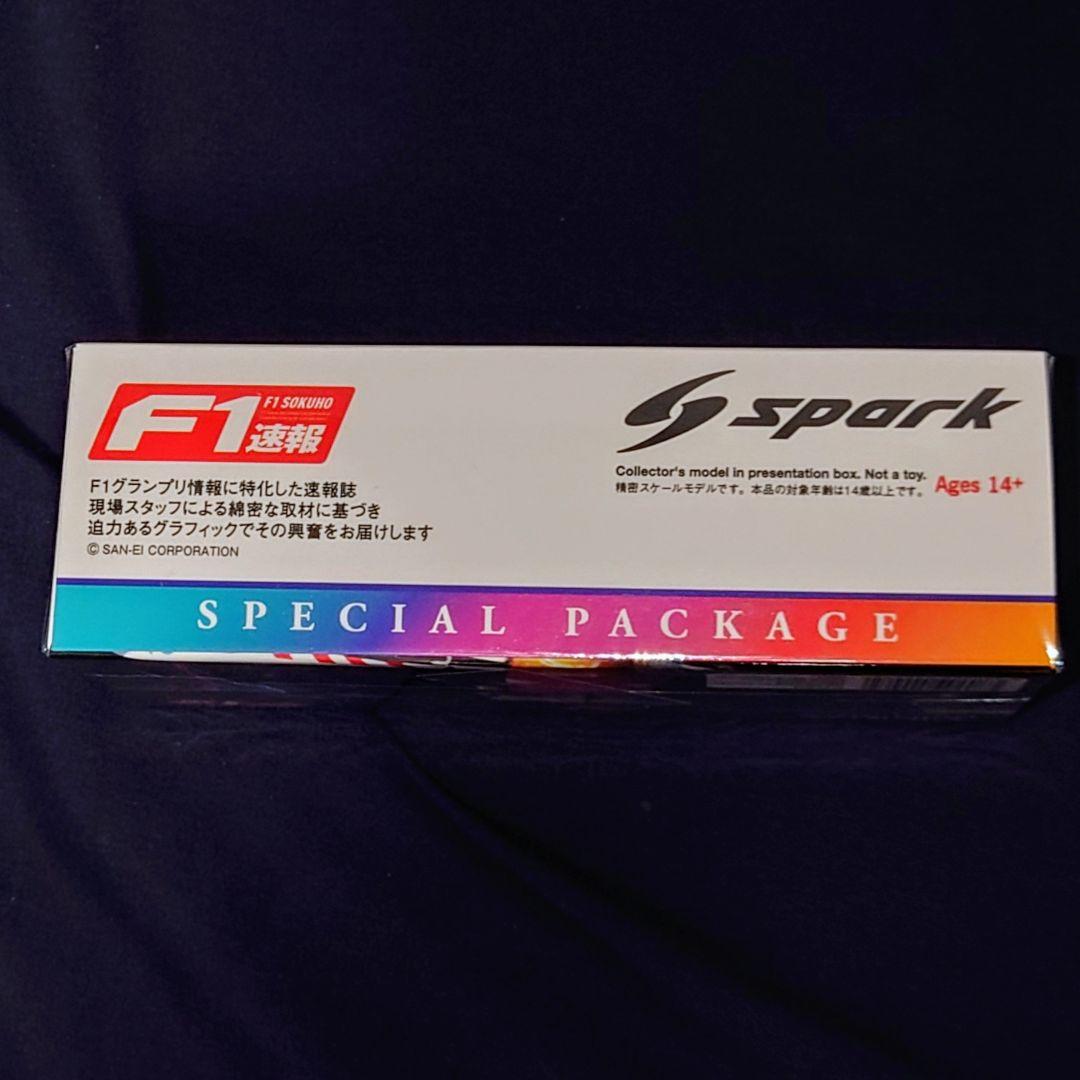 F1 SOKUHO
F1速報
F1グランプリ情報に特化した速報誌
現場スタッフによる綿密な取材に基づき
迫力あるグラフィックでその興奮をお届けします
© SAN-EI CORPORATION
spark
Collector's model in presentation box. Not a toy.
精密スケールモデルです。本品の対象年齢は14歳以上です。
Ages 14+
SPECIAL PACKAGE